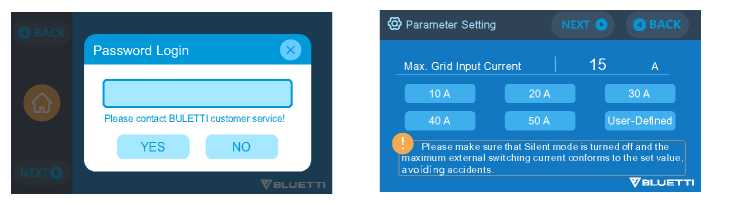 BACK
Password Login
Please contact BULETTI customer service!
YES
NO
NEXT
BLUETTI
Parameter Setting
NEXT
BACK
Max. Grid Input Current
15
A
10 A
20 A
30 A
40 A
50 A
User-Defined
!
Please make sure that Silent mode is turned off and the
maximum external switching current conforms to the set value,
avoiding accidents.
BLUETTI